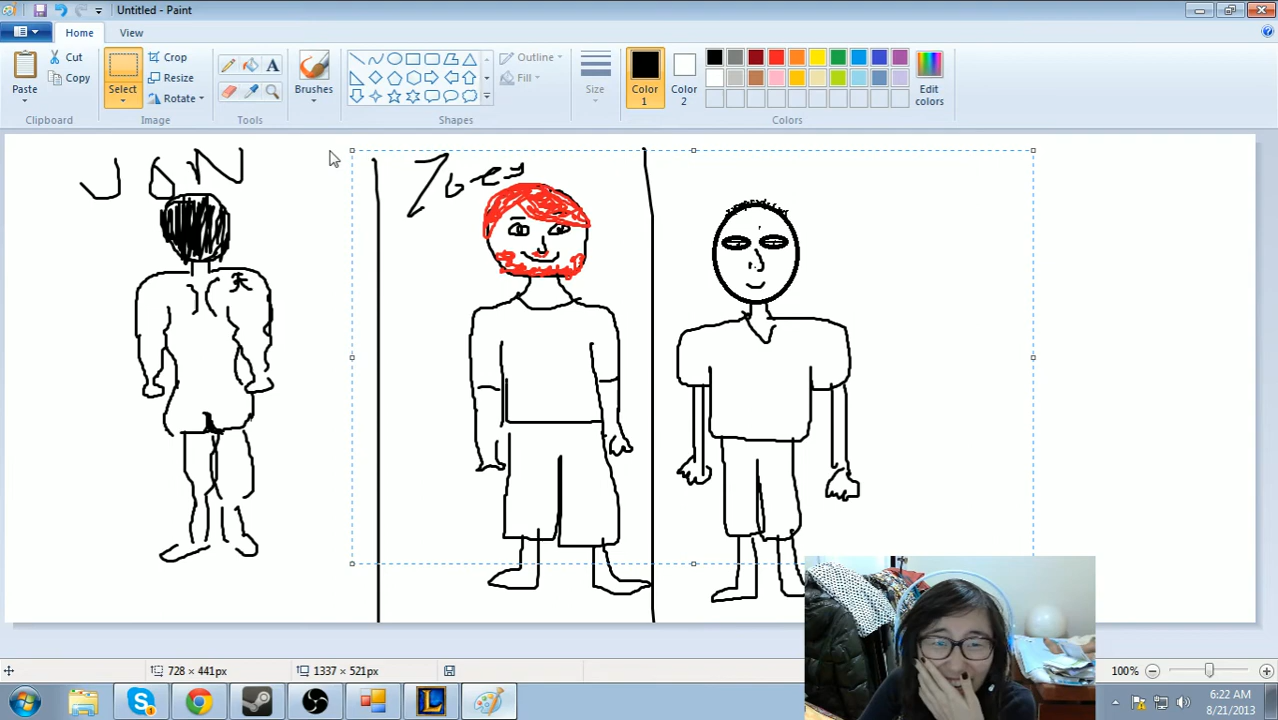 Untitled - Paint
Home
View
Paste
Cut
Copy
Clipboard
Select
Crop
Resize
Rotate
Image
A
Tools
Brushes
Shapes
Outline
Fill
Size
Color
1
Color
2
Edit
colors
Colors
JAN
Zoey
728 × 441px
1337 × 521px
100%
6:22 AM
8/21/2013